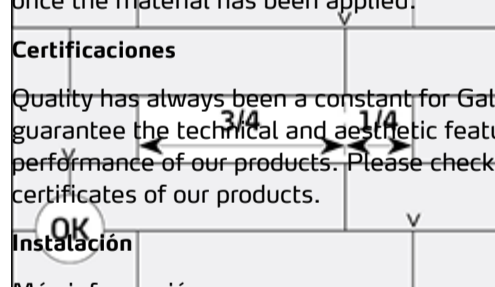 once the material has been applied.
Certificaciones
Quality has always been a constant for Gal
3/4 1/4
guarantee the technical and aesthetic featu
performance of our products. Please check
certificates of our products.
OK
Instalación